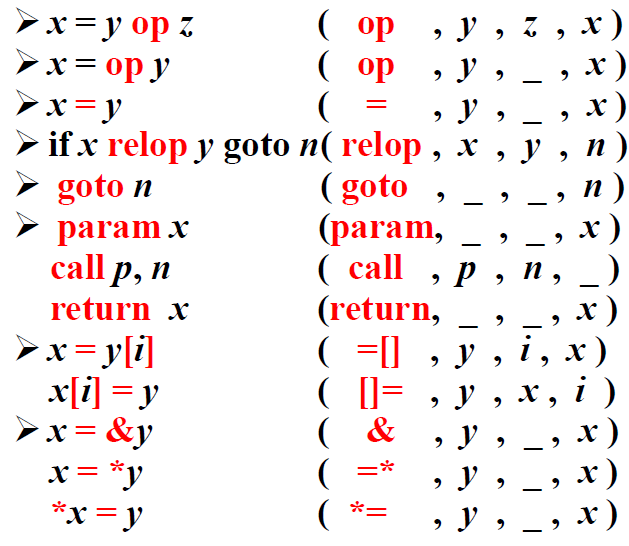 ➢ x = y op z ( op , y , z , x )
➢ x = op y ( op , y , _ , x )
➢ x = y ( = , y , _ , x )
➢ if x relop y goto n ( relop , x , y , n )
➢ goto n ( goto , _ , _ , n )
➢ param x (param, _ , _ , x )
call p, n ( call , p , n , _ )
return x (return, _ , _ , x )
➢ x = y[i] ( =[] , y , i , x )
x[i] = y ( []= , y , x , i )
➢ x = &y ( & , y , _ , x )
x = *y ( =* , y , _ , x )
*x = y ( *= , y , _ , x )